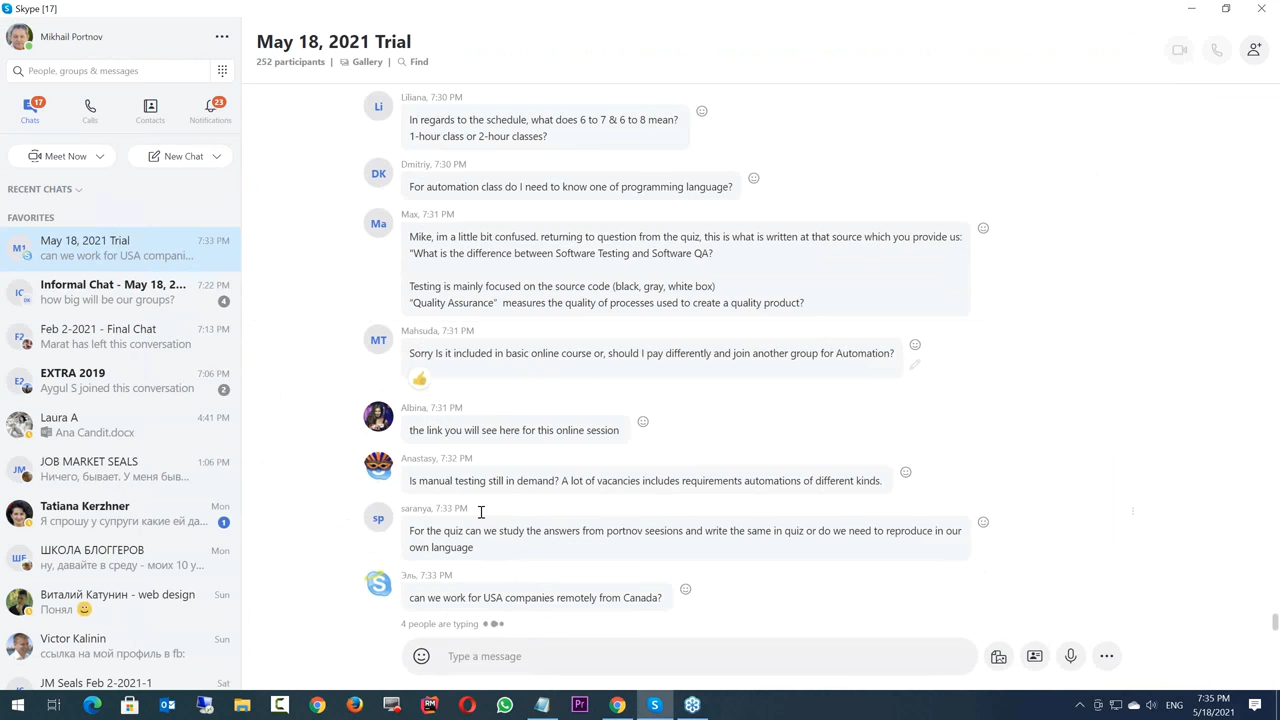 Skype [17]
Mikhail Portnov
People, groups & messages
17
23
Chats
Calls
Contacts
Notifications
Meet Now
New Chat
RECENT CHATS
FAVORITES
M1
May 18, 2021 Trial
7:33 PM
can we work for USA compani...
Informal Chat - May 18, 2...
7:22 PM
how big will be our groups?
4
F2
Feb 2-2021 - Final Chat
7:13 PM
Marat has left this conversation
E2
EXTRA 2019
7:06 PM
Aygul S joined this conversation
2
Laura A
4:41 PM
Ana Candit.docx
JM
JOB MARKET SEALS
1:06 PM
Ничего, бывает. У меня быв...
Tatiana Kerzhner
Mon
Я спрошу у супруги какие ей да...
1
ШКОЛА БЛОГГЕРОВ
Mon
ну, давайте в среду - моих 10 у...
Виталий Катунин - web design
Sun
Понял
Victor Kalinin
Sun
ссылка на мой профиль в fb:
JM Seals Feb 2-2021-1
Sat
May 18, 2021 Trial
252 participants | Gallery | Find
Liliana, 7:30 PM
Li
In regards to the schedule, what does 6 to 7 & 6 to 8 mean?
1-hour class or 2-hour classes?
Dmitriy, 7:30 PM
DK
For automation class do I need to know one of programming language?
Max, 7:31 PM
Ma
Mike, im a little bit confused. returning to question from the quiz, this is what is written at that source which you provide us:
"What is the difference between Software Testing and Software QA?
Testing is mainly focused on the source code (black, gray, white box)
“Quality Assurance” measures the quality of processes used to create a quality product?
Mahsuda, 7:31 PM
MT
Sorry Is it included in basic online course or, should I pay differently and join another group for Automation?
Albina, 7:31 PM
the link you will see here for this online session
Anastasy, 7:32 PM
Is manual testing still in demand? A lot of vacancies includes requirements automations of different kinds.
saranya, 7:33 PM
sp
For the quiz can we study the answers from portnov seesions and write the same in quiz or do we need to reproduce in our
own language
Эль, 7:33 PM
can we work for USA companies remotely from Canada?
4 people are typing
Type a message
ENG
7:35 PM
5/18/2021